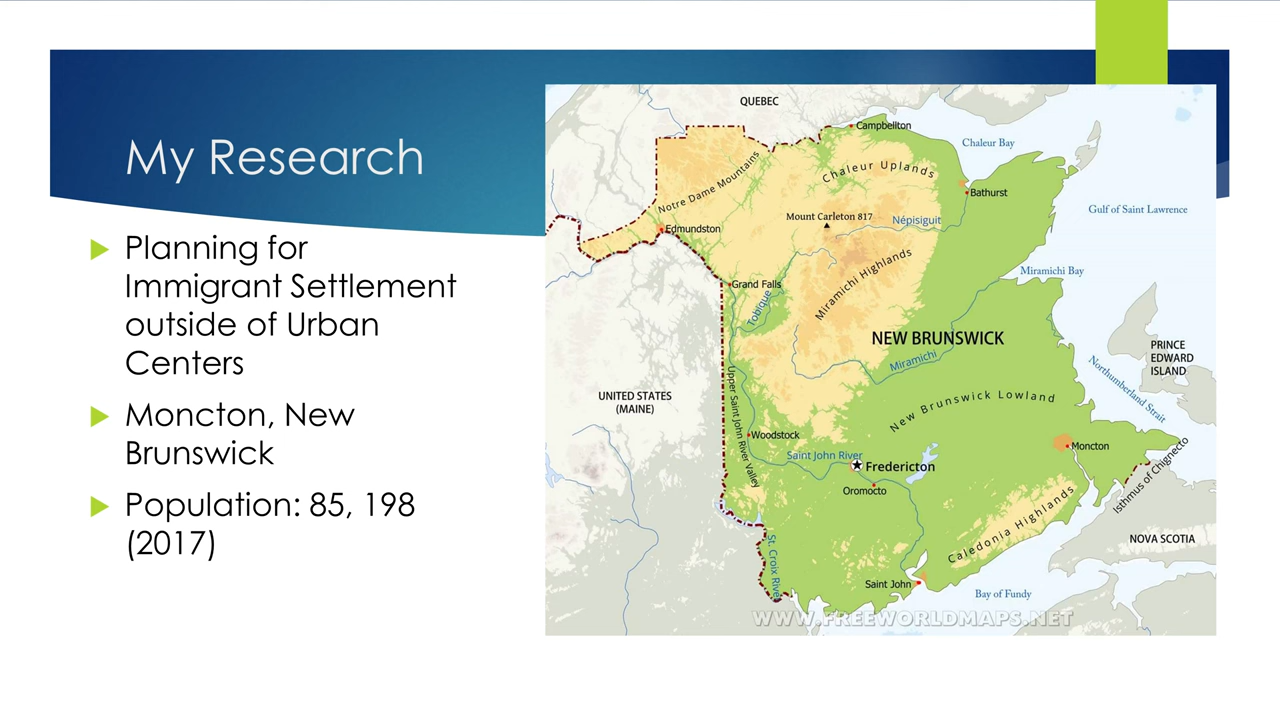 My Research
Planning for
Immigrant Settlement
outside of Urban
Centers
Moncton, New
Brunswick
Population: 85, 198
(2017)
QUEBEC
Campbellton
Chaleur Bay
Notre Dame Mountains
Chaleur Uplands
Bathurst
Gulf of Saint Lawrence
Mount Carleton 817
Népisiguit
Edmundston
Miramichi Bay
Grand Falls
Tobique
Miramichi Highlands
NEW BRUNSWICK
PRINCE
EDWARD
ISLAND
Miramichi
Northumberland Strait
UNITED STATES
(MAINE)
Upper Saint John River Valley
New Brunswick Lowland
Woodstock
Moncton
Saint John River
Fredericton
Isthmus of Chignecto
Oromocto
Caledonia Highlands
NOVA SCOTIA
St. Croix River
Saint John
Bay of Fundy
WWW.FREEWORLDMAPS.NET